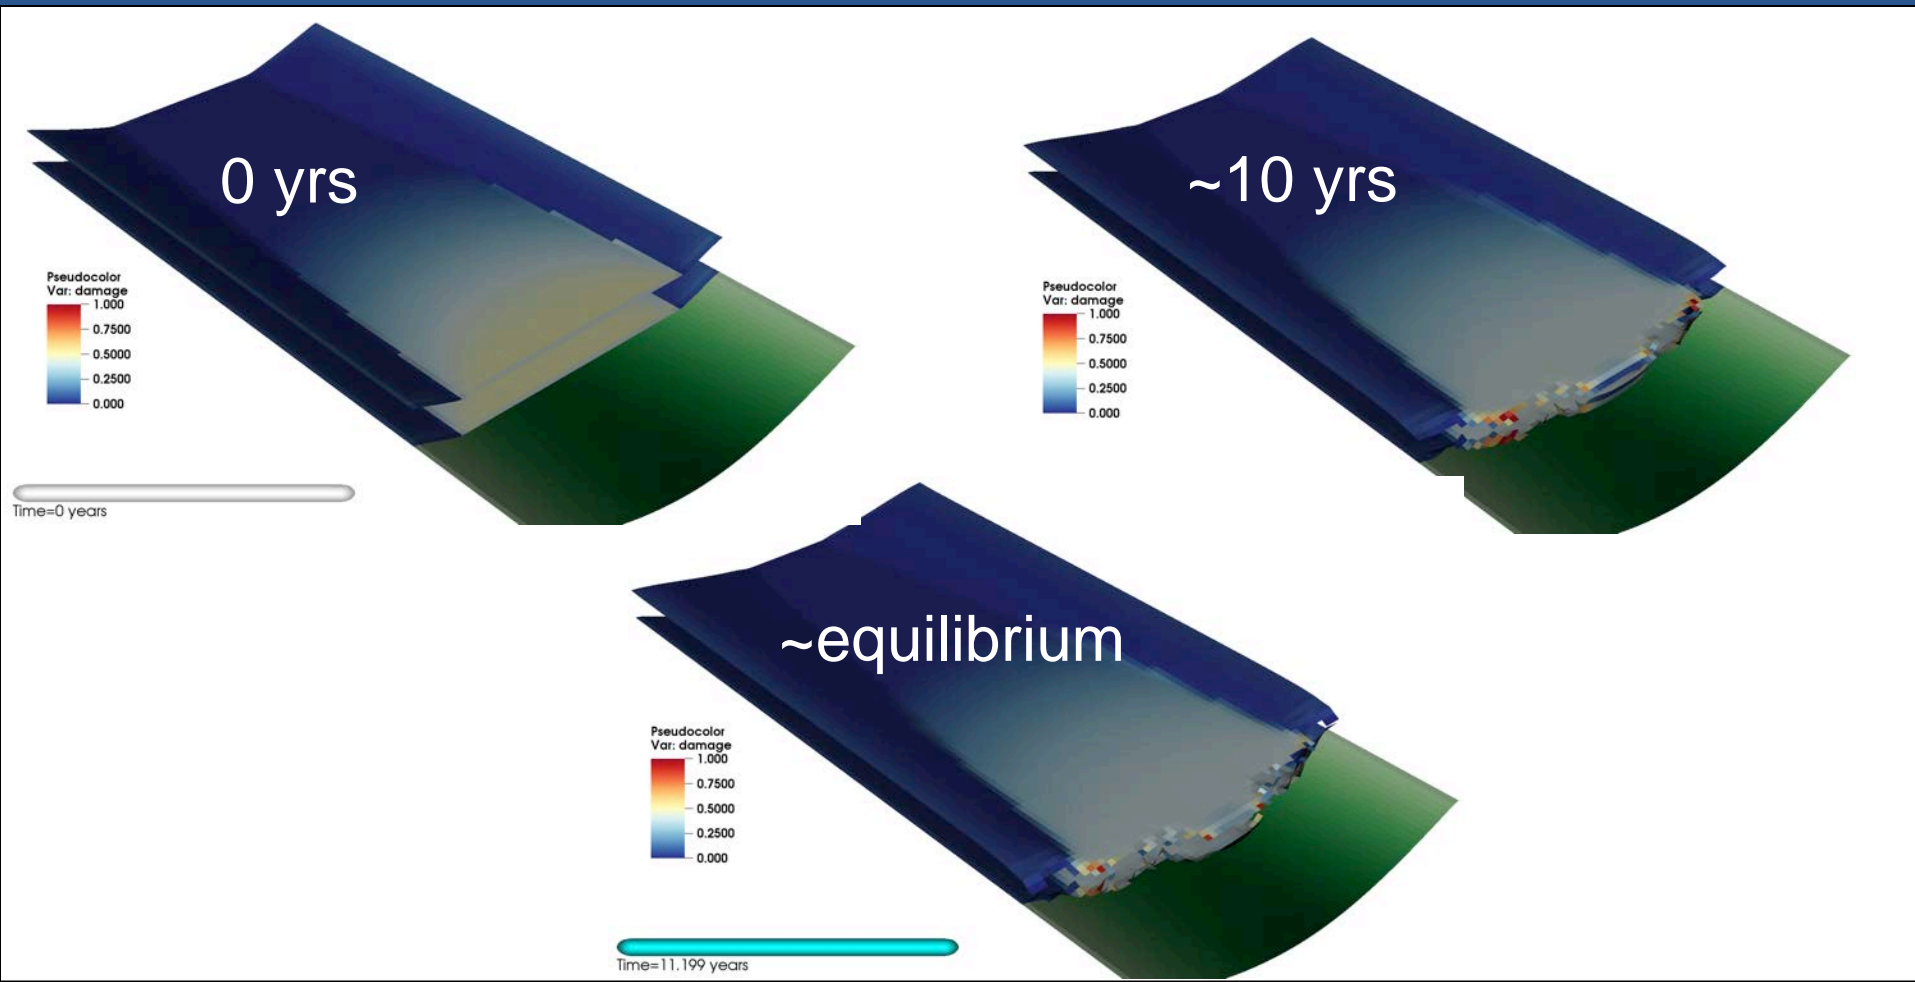 0 yrs
Pseudocolor
Var: damage
1.000
0.7500
0.5000
0.2500
0.000
Time=0 years
~10 yrs
Pseudocolor
Var: damage
1.000
0.7500
0.5000
0.2500
0.000
~equilibrium
Pseudocolor
Var: damage
1.000
0.7500
0.5000
0.2500
0.000
Time=11.199 years